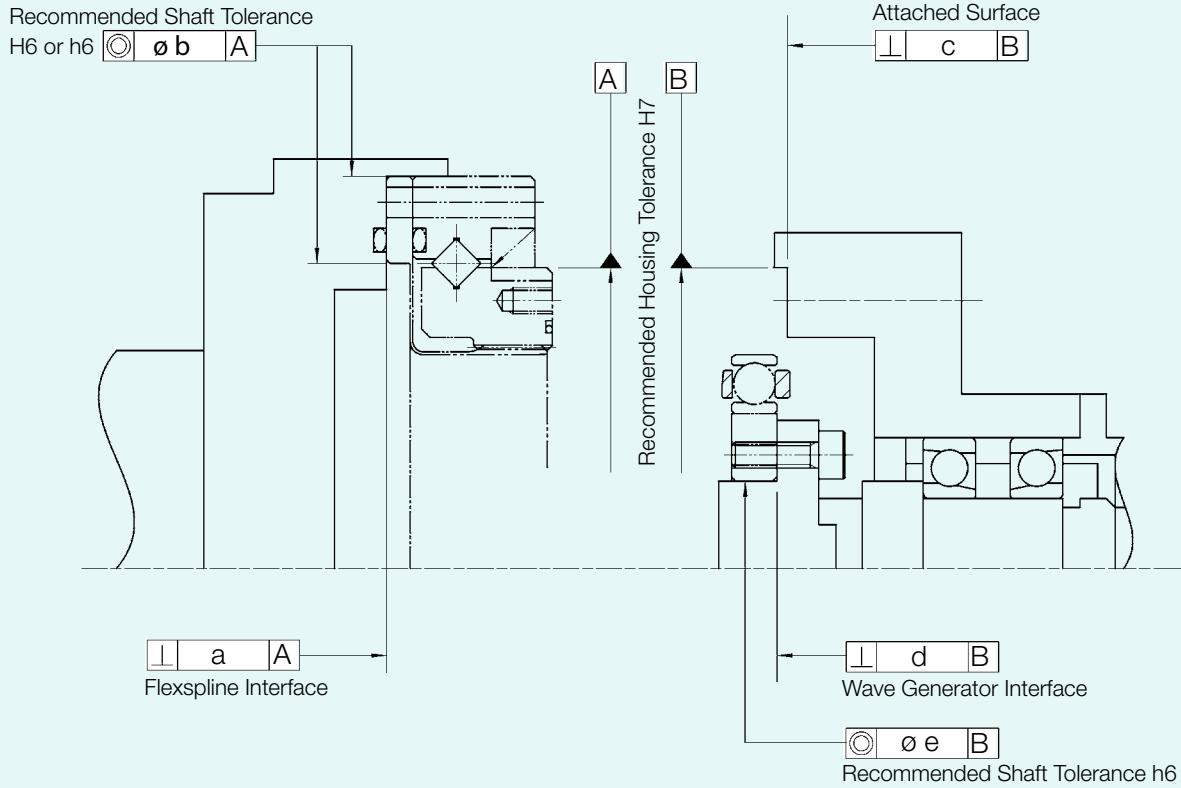 Recommended Shaft Tolerance
H6 or h6 ◎ ø b A
Attached Surface
⊥ c B
A
B
Recommended Housing Tolerance H7
⊥ a A
Flexspline Interface
⊥ d B
Wave Generator Interface
◎ ø e B
Recommended Shaft Tolerance h6